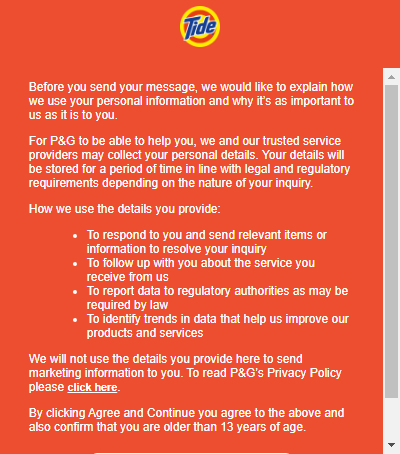 Tide
Before you send your message, we would like to explain how
we use your personal information and why it's as important to
us as it is to you.
For P&G to be able to help you, we and our trusted service
providers may collect your personal details. Your details will
be stored for a period of time in line with legal and regulatory
requirements depending on the nature of your inquiry.
How we use the details you provide:
• To respond to you and send relevant items or
information to resolve your inquiry
• To follow up with you about the service you
receive from us
• To report data to regulatory authorities as may be
required by law
• To identify trends in data that help us improve our
products and services
We will not use the details you provide here to send
marketing information to you. To read P&G's Privacy Policy
please click here.
By clicking Agree and Continue you agree to the above and
also confirm that you are older than 13 years of age.